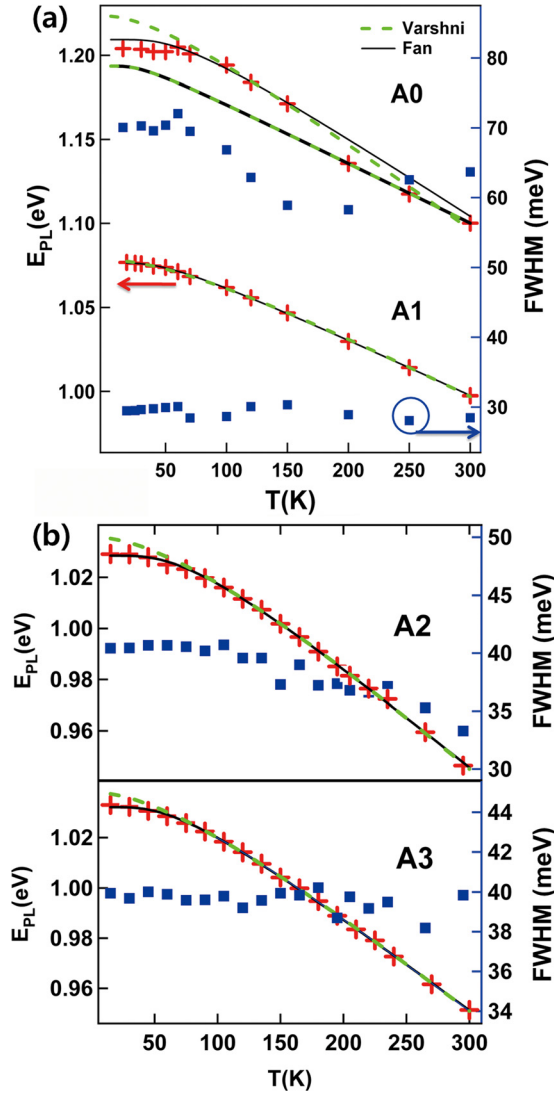 (a)
Varshni
Fan
A0
A1
E_PL(eV)
1.20
1.15
1.10
1.05
1.00
FWHM (meV)
80
70
60
50
40
30
50 100 150 200 250 300
T(K)
(b)
A2
E_PL(eV)
1.02
1.00
0.98
0.96
FWHM (meV)
50
45
40
35
30
A3
E_PL(eV)
1.02
1.00
0.98
0.96
FWHM (meV)
44
42
40
38
36
34
50 100 150 200 250 300
T(K)